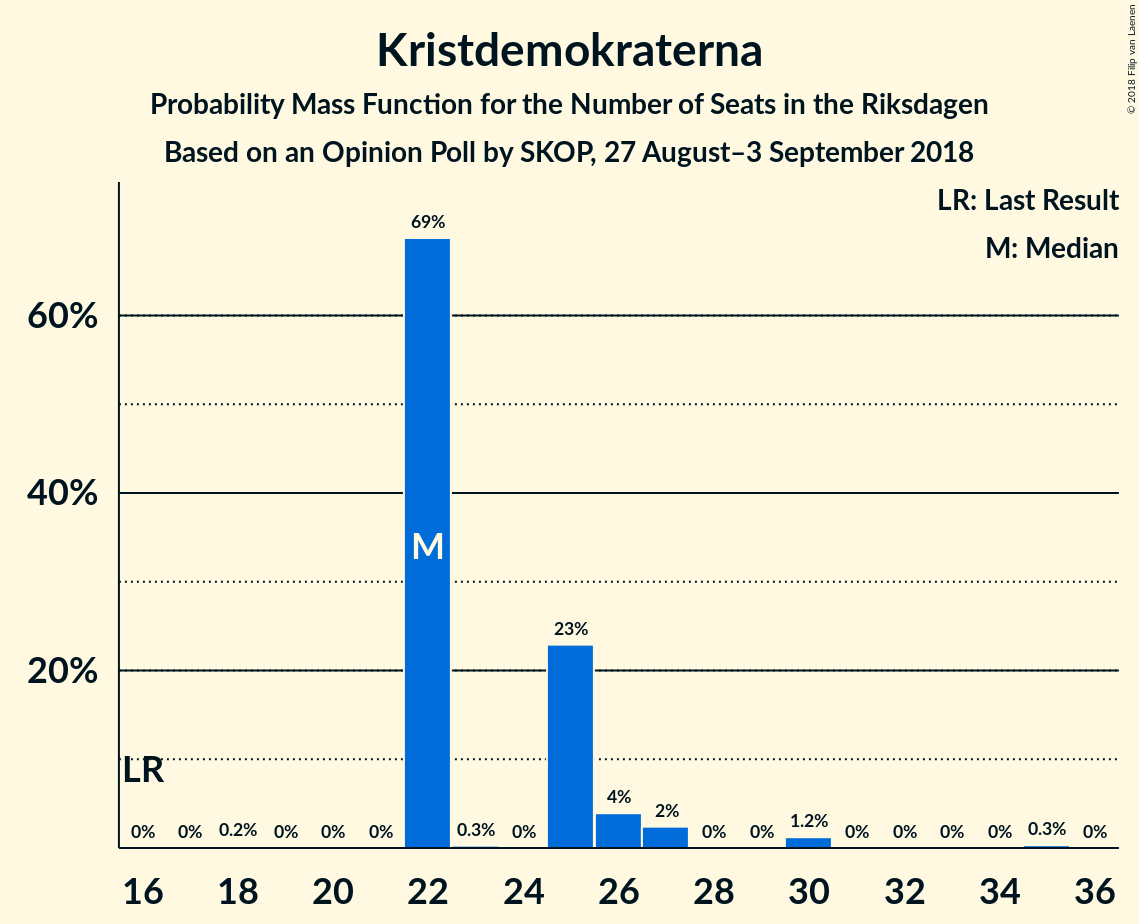 Kristdemokraterna
Probability Mass Function for the Number of Seats in the Riksdagen
Based on an Opinion Poll by SKOP, 27 August–3 September 2018
© 2018 Filip van Laenen
LR: Last Result
M: Median
60%
40%
20%
69%
M
23%
LR
0% 0% 0.2% 0% 0% 0% 0.3% 0% 4% 2% 0% 0% 1.2% 0% 0% 0% 0% 0.3% 0%
16 18 20 22 24 26 28 30 32 34 36